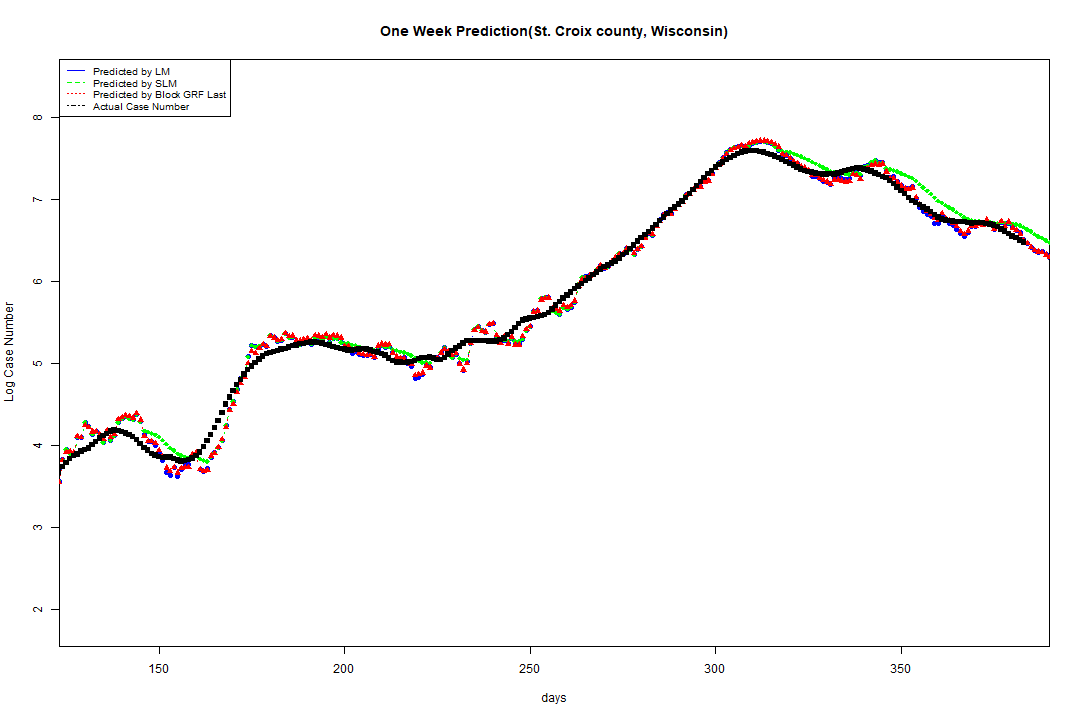 One Week Prediction(St. Croix county, Wisconsin)
Predicted by LM
Predicted by SLM
Predicted by Block GRF Last
Actual Case Number
8
7
6
5
4
3
2
Log Case Number
150 200 250 300 350
days